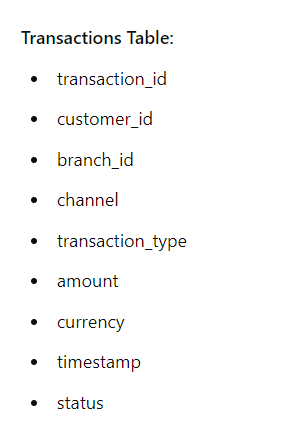 Transactions Table:
• transaction_id
• customer_id
• branch_id
• channel
• transaction_type
• amount
• currency
• timestamp
• status